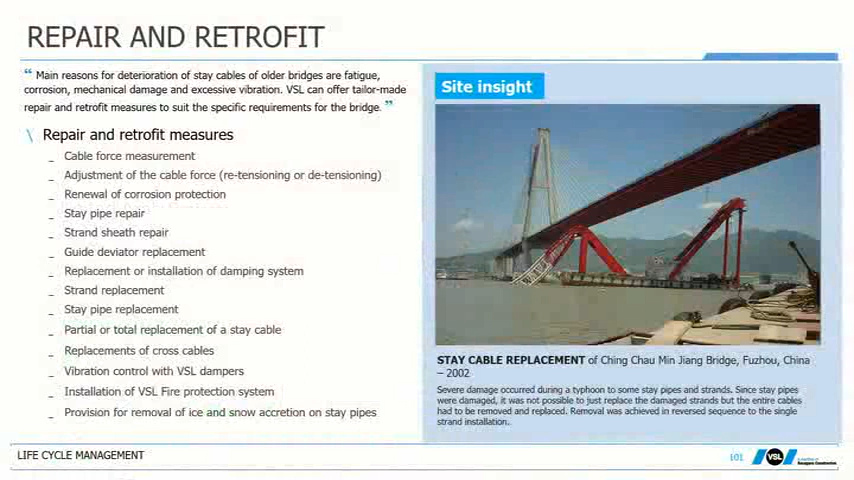 REPAIR AND RETROFIT
“ Main reasons for deterioration of stay cables of older bridges are fatigue,
corrosion, mechanical damage and excessive vibration. VSL can offer tailor-made
repair and retrofit measures to suit the specific requirements for the bridge. ”
\ Repair and retrofit measures
_ Cable force measurement
_ Adjustment of the cable force (re-tensioning or de-tensioning)
_ Renewal of corrosion protection
_ Stay pipe repair
_ Strand sheath repair
_ Guide deviator replacement
_ Replacement or installation of damping system
_ Strand replacement
_ Stay pipe replacement
_ Partial or total replacement of a stay cable
_ Replacements of cross cables
_ Vibration control with VSL dampers
_ Installation of VSL Fire protection system
_ Provision for removal of ice and snow accretion on stay pipes
Site insight
STAY CABLE REPLACEMENT of Ching Chau Min Jiang Bridge, Fuzhou, China
– 2002
Severe damage occurred during a typhoon to some stay pipes and strands. Since stay pipes
were damaged, it was not possible to just replace the damaged strands but the entire cables
had to be removed and replaced. Removal was achieved in reversed sequence to the single
strand installation.
LIFE CYCLE MANAGEMENT
101
VSL